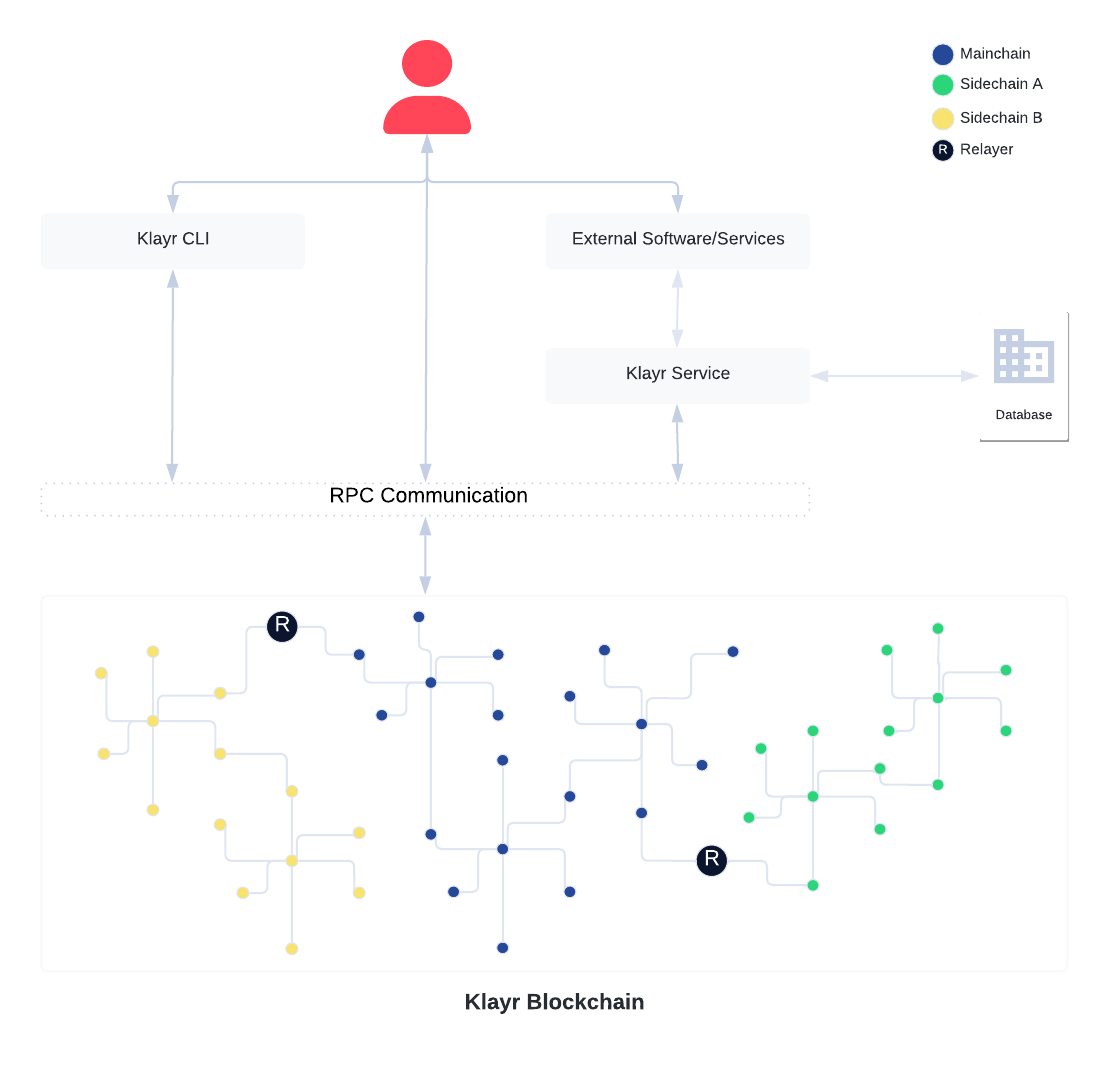 Mainchain
Sidechain A
Sidechain B
R Relayer
Klayr CLI
External Software/Services
Klayr Service
Database
RPC Communication
R
R
Klayr Blockchain